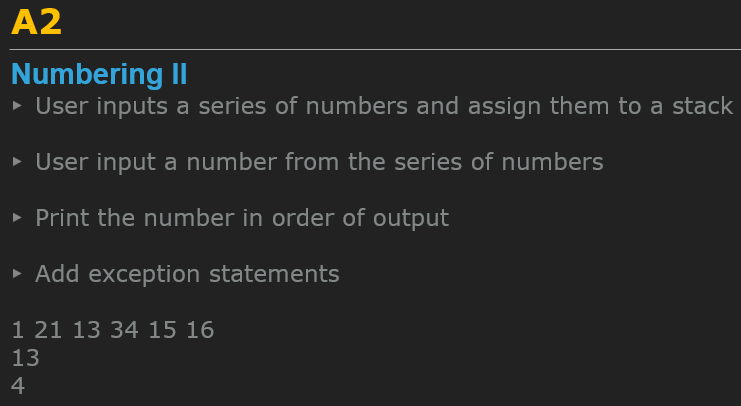 A2
Numbering II
‣ User inputs a series of numbers and assign them to a stack
‣ User input a number from the series of numbers
‣ Print the number in order of output
‣ Add exception statements
1 21 13 34 15 16
13
4